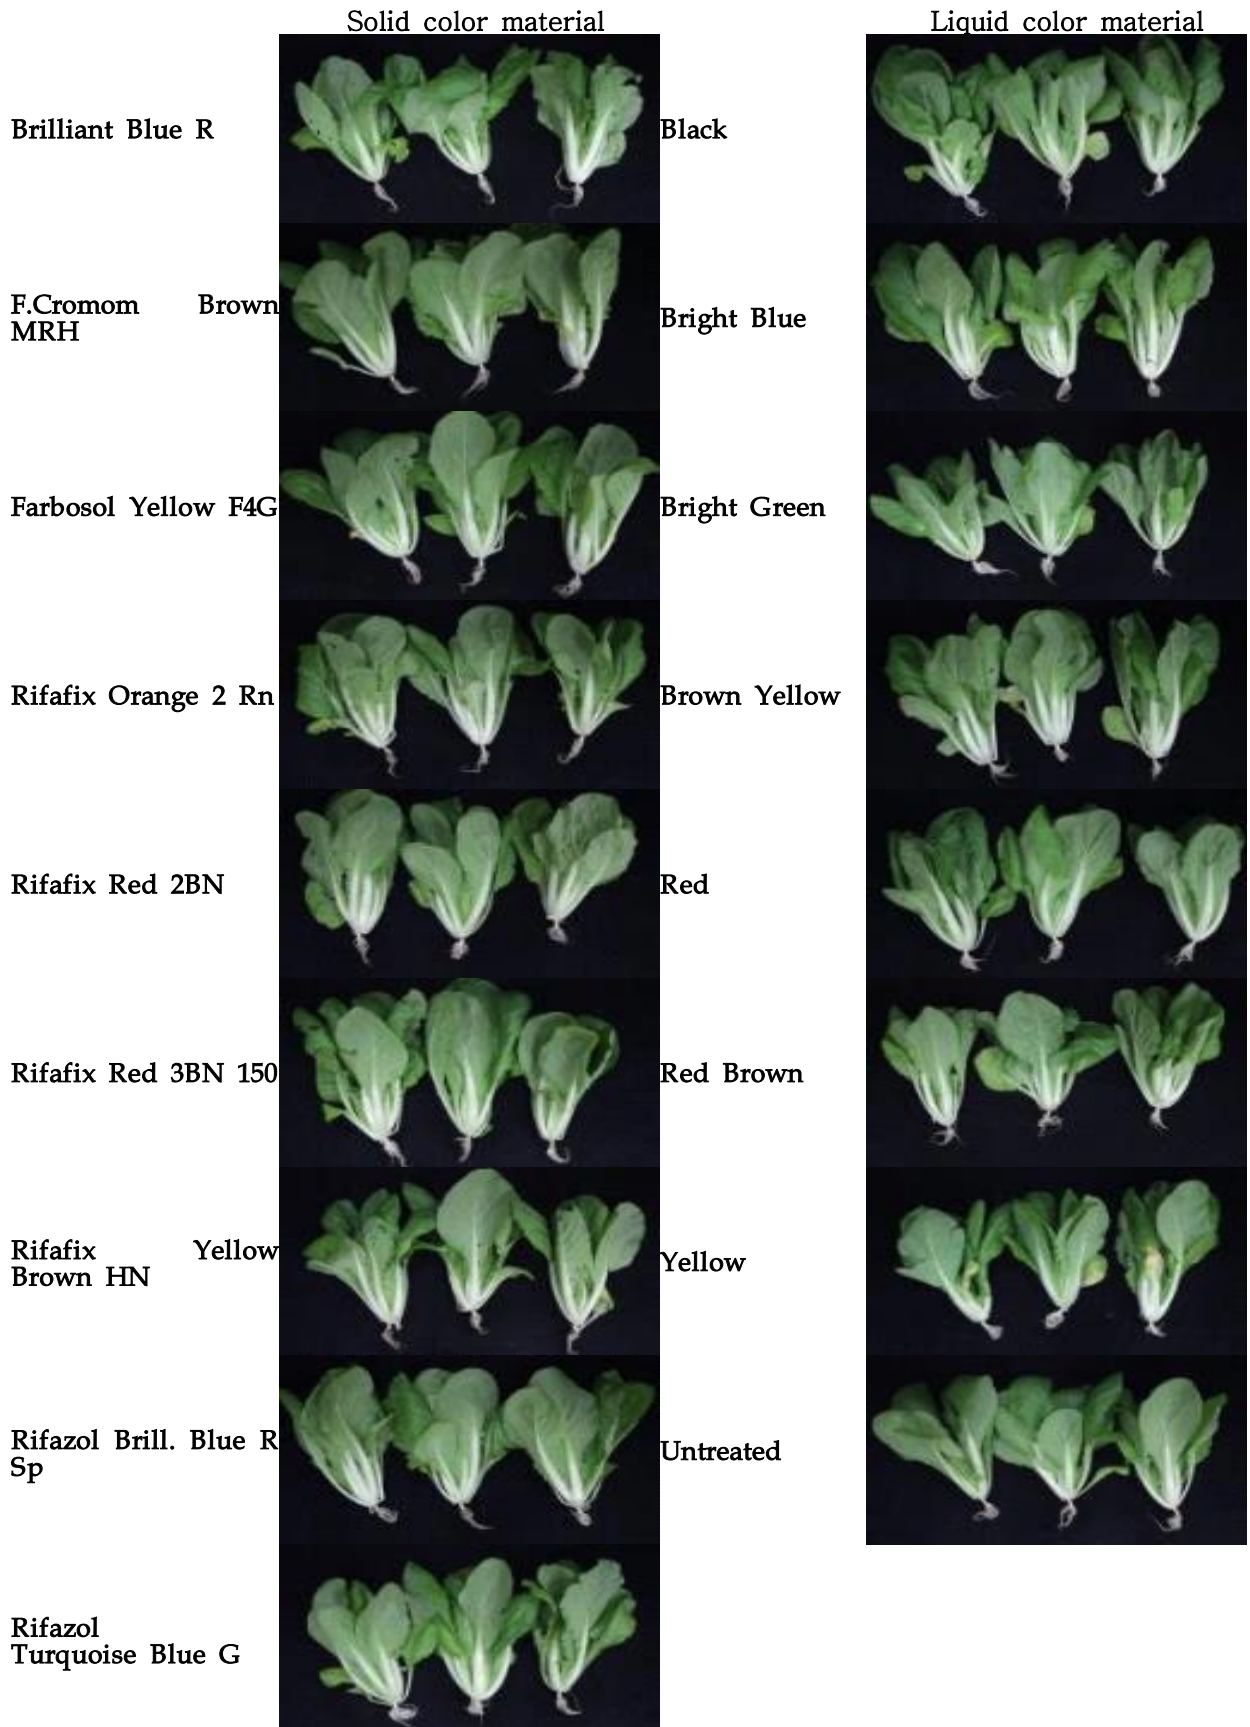 Solid color material
Liquid color material
Brilliant Blue R
Black
F.Cromom Brown
MRH
Bright Blue
Farbosol Yellow F4G
Bright Green
Rifafix Orange 2 Rn
Brown Yellow
Rifafix Red 2BN
Red
Rifafix Red 3BN 150
Red Brown
Rifafix Yellow
Brown HN
Yellow
Rifazol Brill. Blue R
Sp
Untreated
Rifazol
Turquoise Blue G